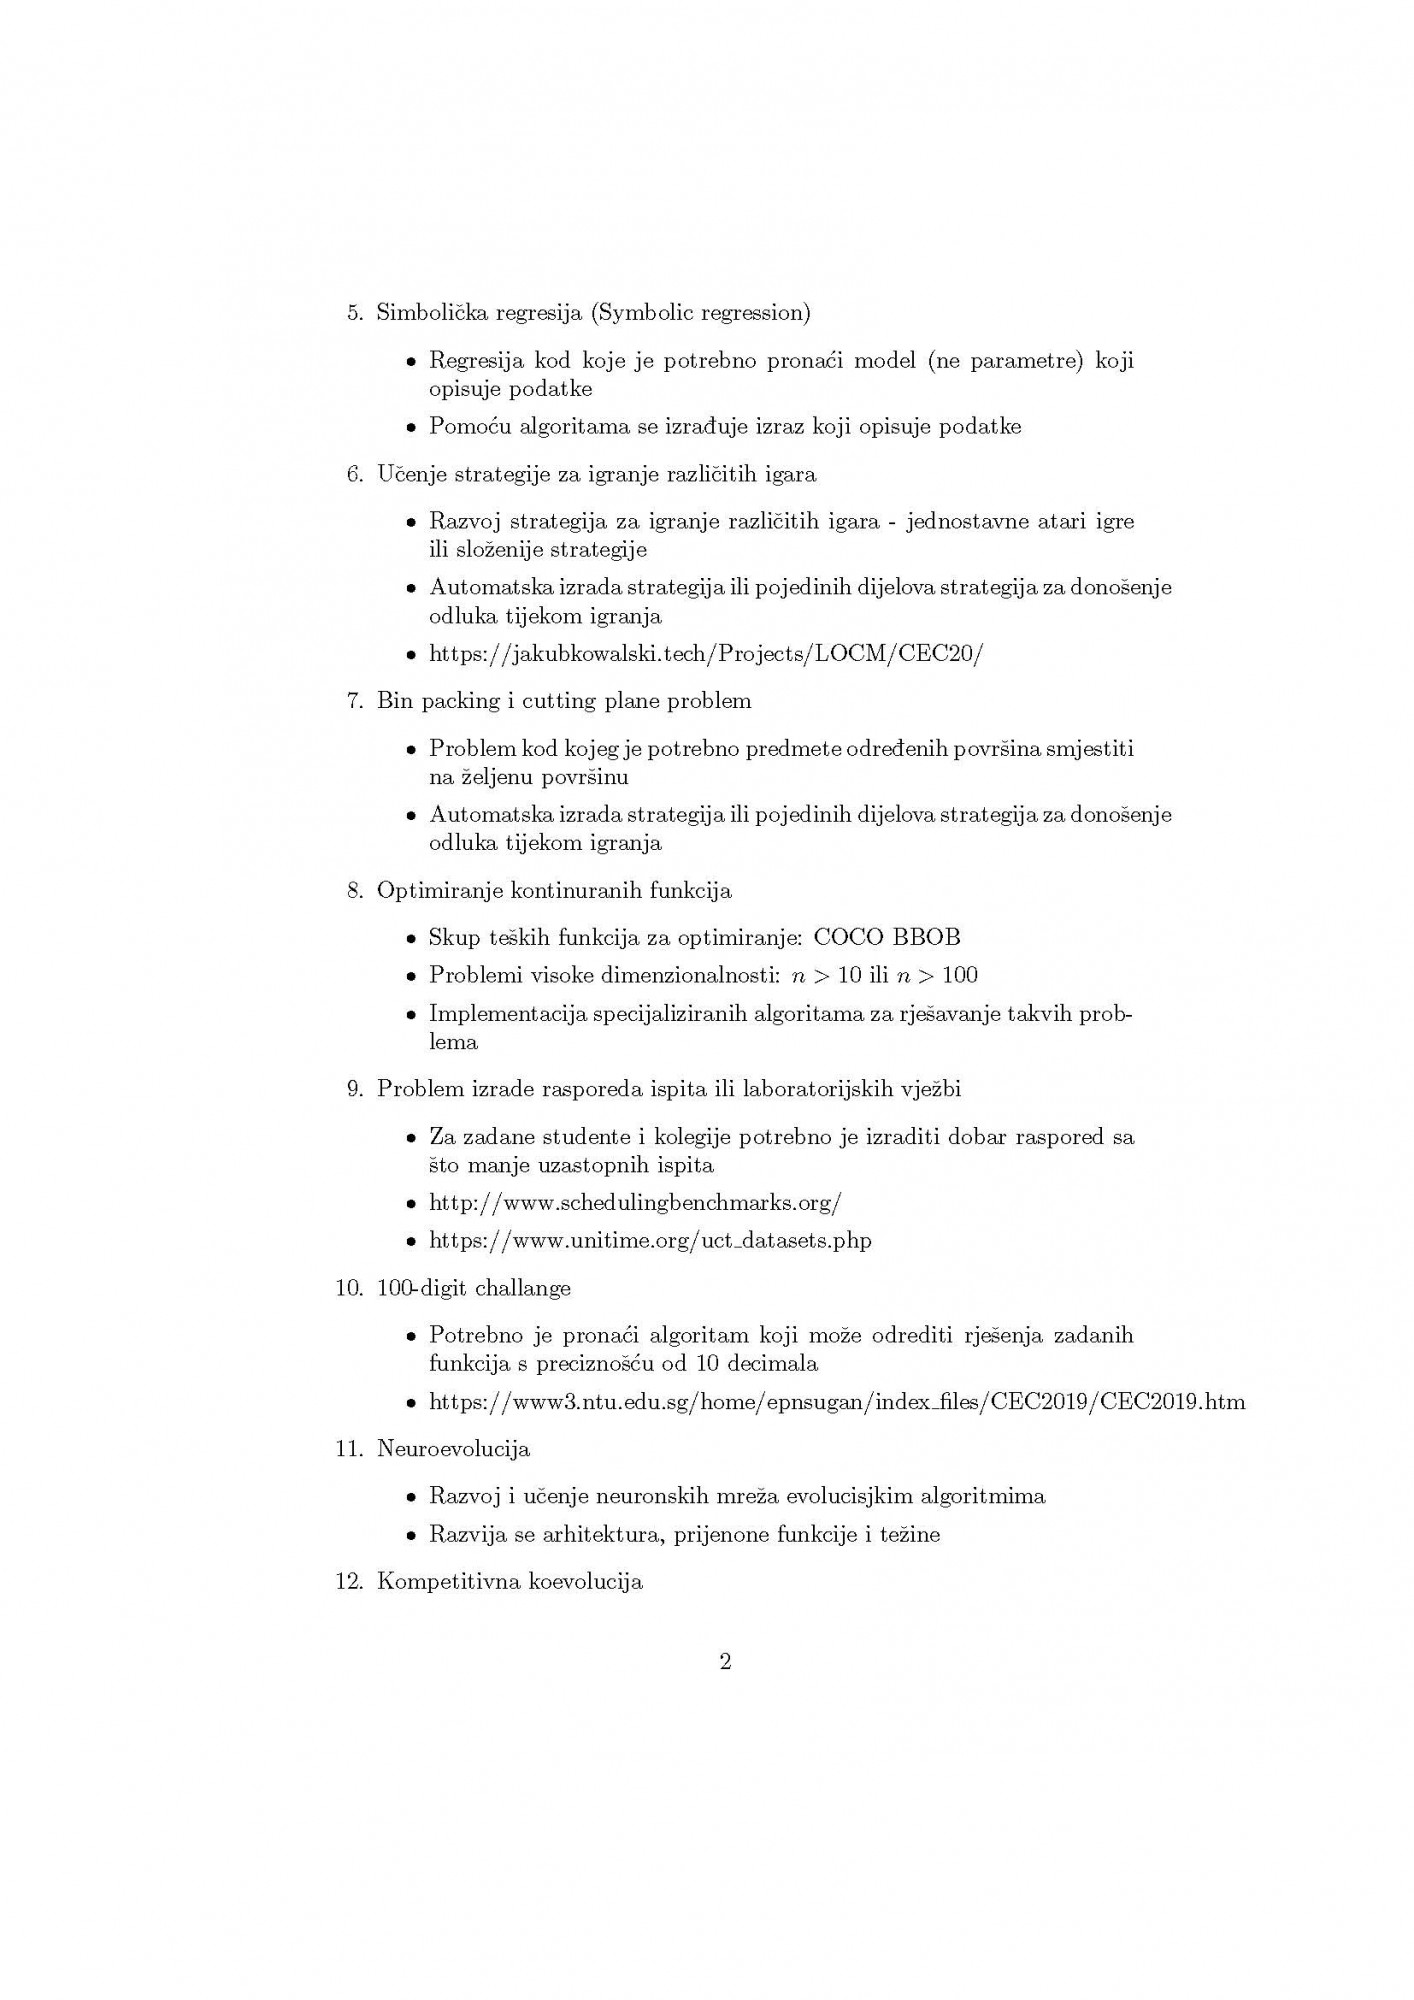 5. Simbolička regresija (Symbolic regression)
• Regresija kod koje je potrebno pronaći model (ne parametre) koji
opisuje podatke
• Pomoću algoritama se izrađuje izraz koji opisuje podatke
6. Učenje strategije za igranje različitih igara
• Razvoj strategija za igranje različitih igara - jednostavne atari igre
ili složenije strategije
• Automatska izrada strategija ili pojedinih dijelova strategija za donošenje
odluka tijekom igranja
• https://jakubkowalski.tech/Projects/LOCM/CEC20/
7. Bin packing i cutting plane problem
• Problem kod kojeg je potrebno predmete određenih površina smjestiti
na željenu površinu
• Automatska izrada strategija ili pojedinih dijelova strategija za donošenje
odluka tijekom igranja
8. Optimiranje kontinuranih funkcija
• Skup teških funkcija za optimiranje: COCO BBOB
• Problemi visoke dimenzionalnosti: n > 10 ili n > 100
• Implementacija specijaliziranih algoritama za rješavanje takvih prob-
lema
9. Problem izrade rasporeda ispita ili laboratorijskih vježbi
• Za zadane studente i kolegije potrebno je izraditi dobar raspored sa
što manje uzastopnih ispita
• http://www.schedulingbenchmarks.org/
• https://www.unitime.org/uct_datasets.php
10. 100-digit challange
• Potrebno je pronaći algoritam koji može odrediti rješenja zadanih
funkcija s preciznošću od 10 decimala
• https://www3.ntu.edu.sg/home/epnsugan/index_files/CEC2019/CEC2019.htm
11. Neuroevolucija
• Razvoj i učenje neuronskih mreža evolucisjkim algoritmima
• Razvija se arhitektura, prijenone funkcije i težine
12. Kompetitivna koevolucija
2